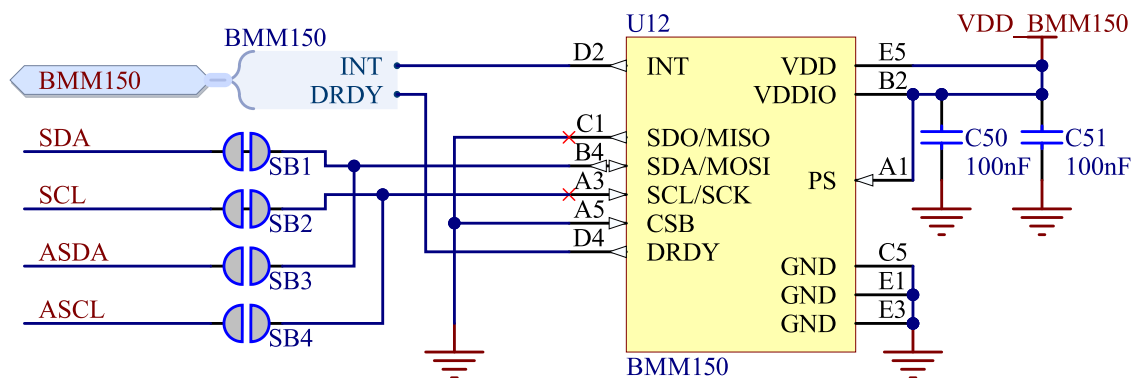 U12
VDD_BMM150
BMM150
D2
E5
INT
INT
VDD
BMM150
B2
DRDY
VDDIO
C1
SDA
SDO/MISO
C50
C51
B4
SB1
SDA/MOSI
100nF
100nF
A1
A3
PS
SCL
SCL/SCK
A5
SB2
CSB
D4
ASDA
DRDY
C5
SB3
GND
E1
GND
ASCL
E3
SB4
GND
BMM150